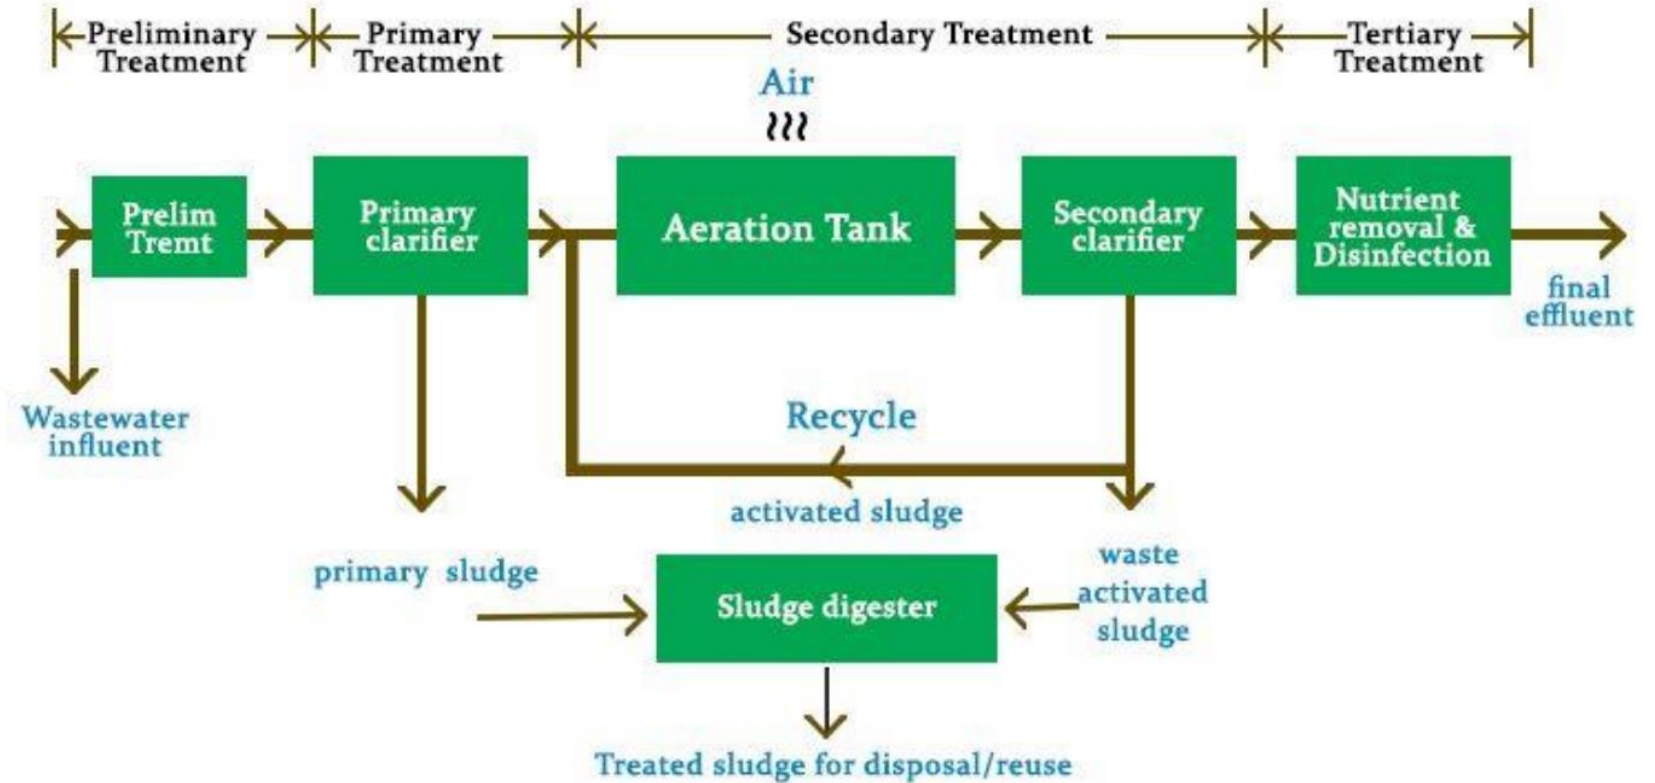 Preliminary
Treatment
Primary
Treatment
Secondary Treatment
Tertiary
Treatment
Air
Prelim
Tremt
Primary
clarifier
Aeration Tank
Secondary
clarifier
Nutrient
removal &
Disinfection
final
effluent
Wastewater
influent
Recycle
activated sludge
primary sludge
Sludge digester
waste
activated
sludge
Treated sludge for disposal/reuse